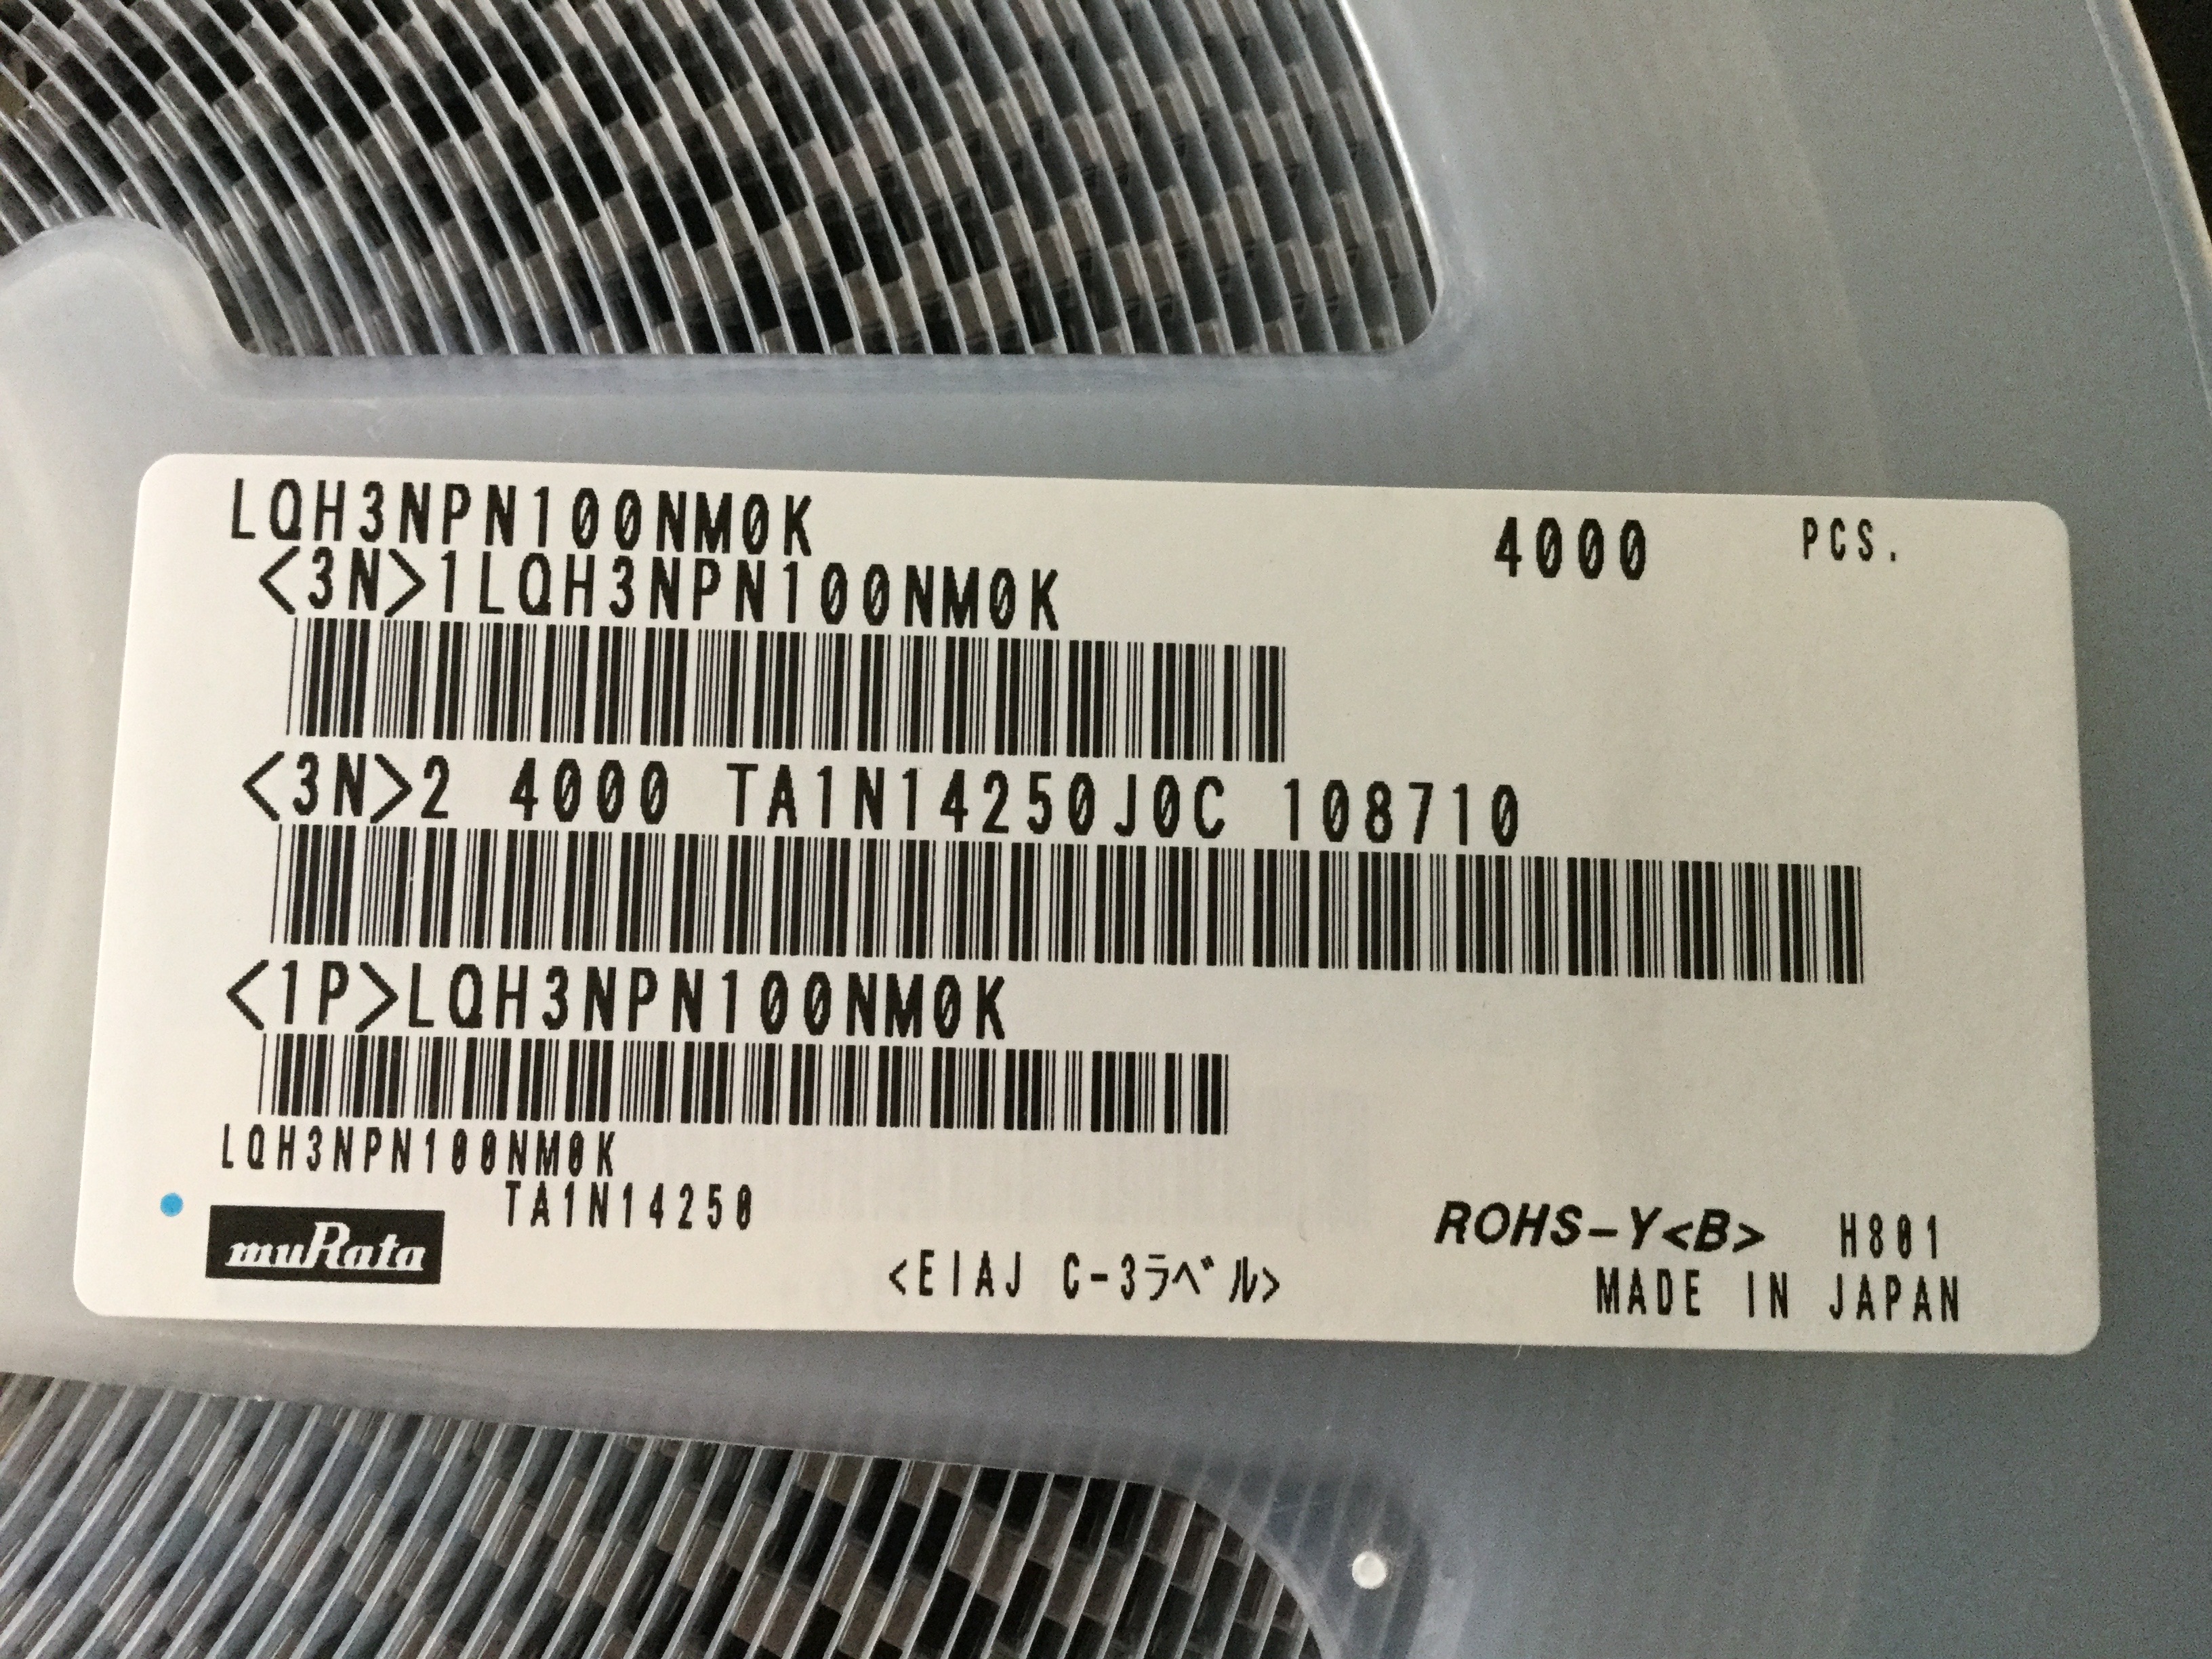 LQH3NPN100NM0K 4000 PCS.
<3N>1LQH3NPN100NM0K
<3N>2 4000 TA1N14250J0C 108710
<1P>LQH3NPN100NM0K
LQH3NPN100NM0K
TA1N14250
muRata
<EIAJ C-3ラベル>
ROHS-Y<B> H801
MADE IN JAPAN